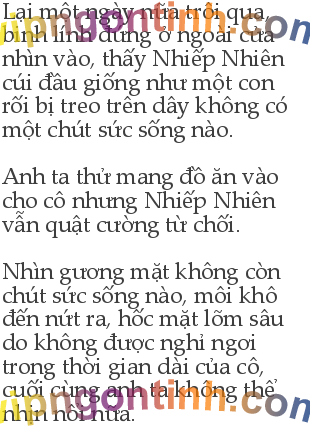 Lại một ngày nữa trôi qua,
binh lính đứng ở ngoài cửa
nhìn vào, thấy Nhiếp Nhiên
cúi đầu giống như một con
rối bị treo trên dây không có
một chút sức sống nào.
Anh ta thử mang đồ ăn vào
cho cô nhưng Nhiếp Nhiên
vẫn quật cường từ chối.
Nhìn gương mặt không còn
chút sức sống nào, môi khô
đến nứt ra, hốc mặt lõm sâu
do không được nghỉ ngơi
trong thời gian dài của cô,
cuối cùng anh ta không thể
nhịn nổi nữa.
vipngontinh.com
vipngontinh.com